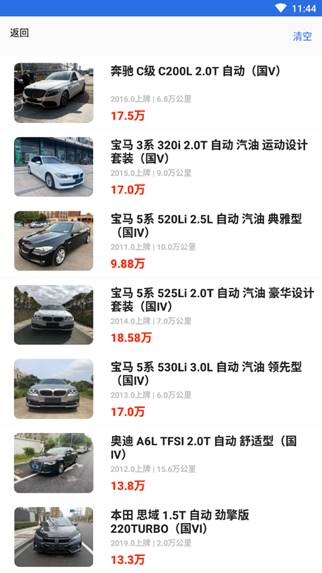 11:44
返回
清空
奔驰 C级 C200L 2.0T 自动（国V）
2016.0上牌 | 6.8万公里
17.5万
宝马 3系 320i 2.0T 自动 汽油 运动设计
套装（国V）
2015.0上牌 | 9.0万公里
17.0万
宝马 5系 520Li 2.5L 自动 汽油 典雅型
（国IV）
2011.0上牌 | 10.0万公里
9.88万
宝马 5系 525Li 2.0T 自动 汽油 豪华设计
套装（国IV）
2014.0上牌 | 7.0万公里
18.58万
宝马 5系 530Li 3.0L 自动 汽油 领先型
（国IV）
2013.0上牌 | 6.0万公里
17.0万
奥迪 A6L TFSI 2.0T 自动 舒适型（国
IV）
2012.0上牌 | 15.6万公里
13.8万
本田 思域 1.5T 自动 劲擎版
220TURBO（国VI）
2019.0上牌 | 2.0万公里
13.3万